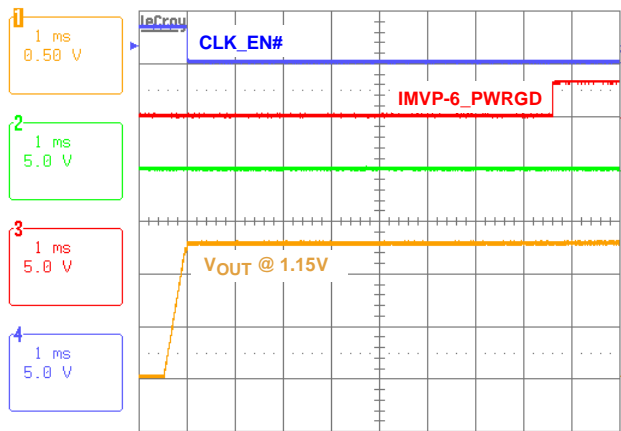 1
1 ms
0.50 V
2
1 ms
5.0 V
3
1 ms
5.0 V
4
1 ms
5.0 V
LeCroy
CLK_EN#
IMVP-6_PWRGD
VOUT @ 1.15V